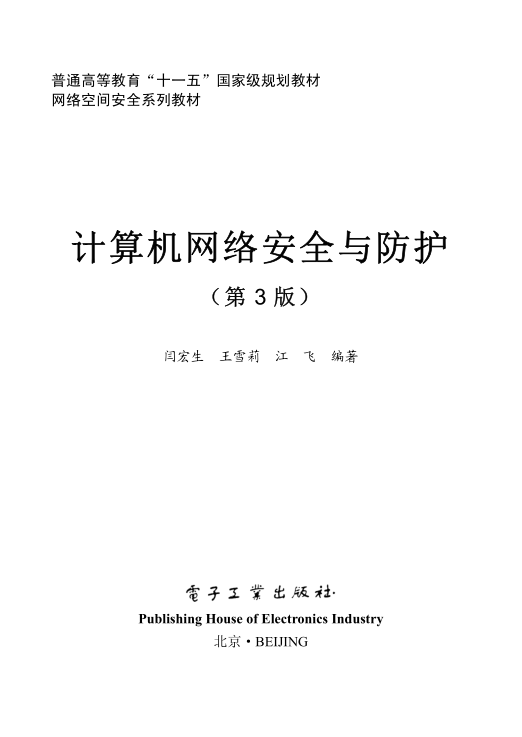 普通高等教育“十一五”国家级规划教材
网络空间安全系列教材
计算机网络安全与防护
（第 3 版）
闫宏生　王雪莉　江　飞　编著
電子工業出版社·
Publishing House of Electronics Industry
北京·BEIJING